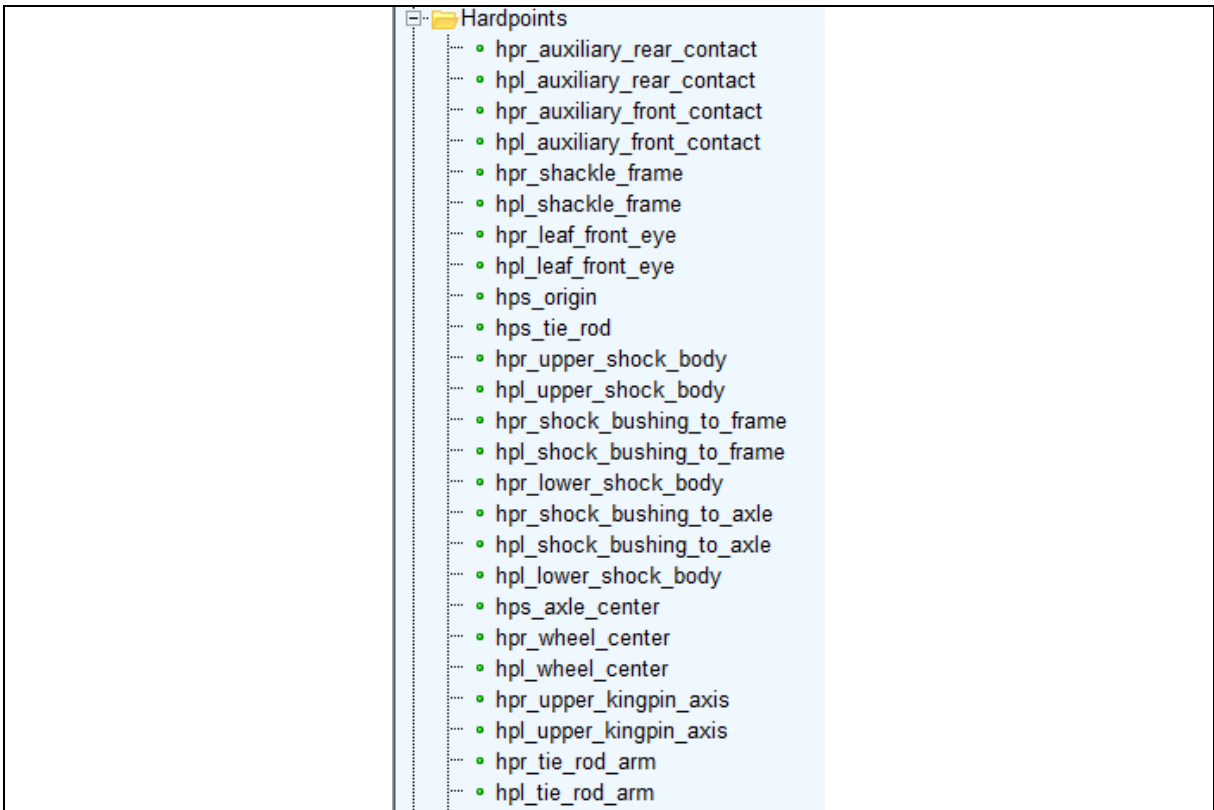 Hardpoints
hpr_auxiliary_rear_contact
hpl_auxiliary_rear_contact
hpr_auxiliary_front_contact
hpl_auxiliary_front_contact
hpr_shackle_frame
hpl_shackle_frame
hpr_leaf_front_eye
hpl_leaf_front_eye
hps_origin
hps_tie_rod
hpr_upper_shock_body
hpl_upper_shock_body
hpr_shock_bushing_to_frame
hpl_shock_bushing_to_frame
hpr_lower_shock_body
hpr_shock_bushing_to_axle
hpl_shock_bushing_to_axle
hpl_lower_shock_body
hps_axle_center
hpr_wheel_center
hpl_wheel_center
hpr_upper_kingpin_axis
hpl_upper_kingpin_axis
hpr_tie_rod_arm
hpl_tie_rod_arm